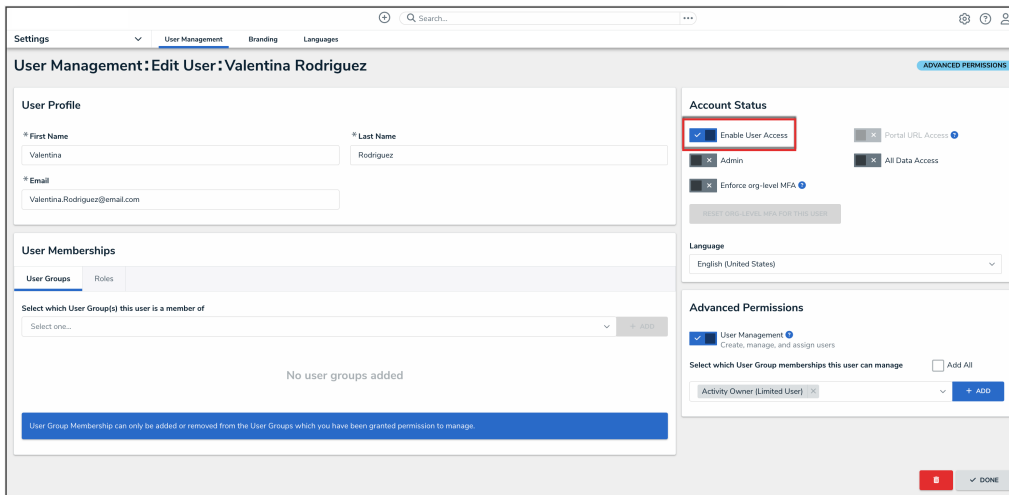 Search...
Settings
User Management
Branding
Languages
User Management:Edit User:Valentina Rodriguez
ADVANCED PERMISSIONS
User Profile
* First Name
* Last Name
Valentina
Rodriguez
* Email
Valentina.Rodriguez@email.com
User Memberships
User Groups
Roles
Select which User Group(s) this user is a member of
Select one...
+ ADD
No user groups added
User Group Membership can only be added or removed from the User Groups which you have been granted permission to manage.
Account Status
Enable User Access
Portal URL Access
Admin
All Data Access
Enforce org-level MFA
RESET ORG-LEVEL MFA FOR THIS USER
Language
English (United States)
Advanced Permissions
User Management
Create, manage, and assign users
Select which User Group memberships this user can manage
Add All
Activity Owner (Limited User)
+ ADD
DONE